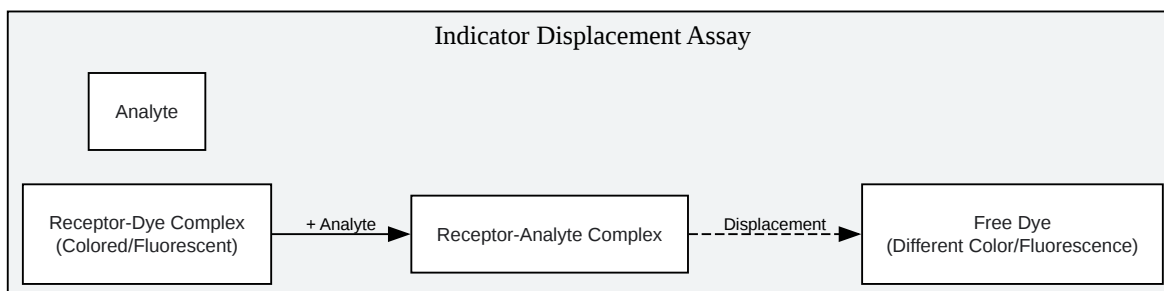 Indicator Displacement Assay
Analyte
Receptor-Dye Complex
(Colored/Fluorescent)
+ Analyte
Receptor-Analyte Complex
Displacement
Free Dye
(Different Color/Fluorescence)